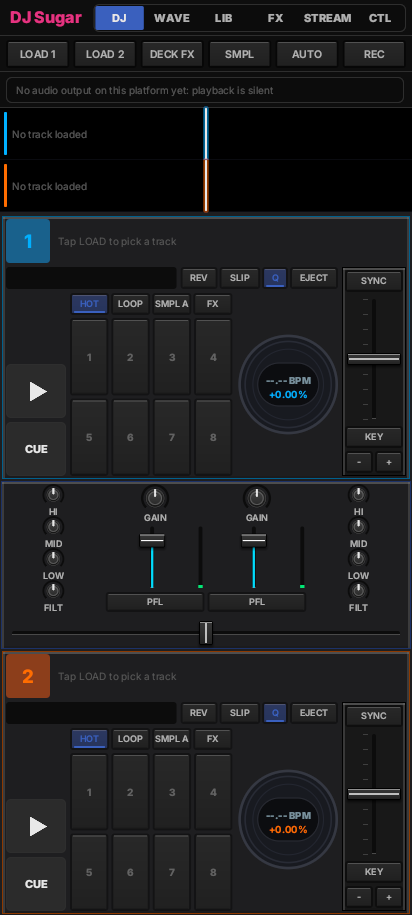 DJ Sugar DJ WAVE LIB FX STREAM CTL
LOAD 1 LOAD 2 DECK FX SMPL AUTO REC
No audio output on this platform yet: playback is silent
No track loaded
No track loaded
1 Tap LOAD to pick a track
REV SLIP Q EJECT SYNC
HOT LOOP SMPL A FX
1 2 3 4
--.-- BPM
+0.00%
5 6 7 8
CUE
KEY
- +
HI GAIN GAIN HI
MID MID
LOW LOW
FILT PFL PFL FILT
2 Tap LOAD to pick a track
REV SLIP Q EJECT SYNC
HOT LOOP SMPL A FX
1 2 3 4
--.-- BPM
+0.00%
5 6 7 8
CUE
KEY
- +